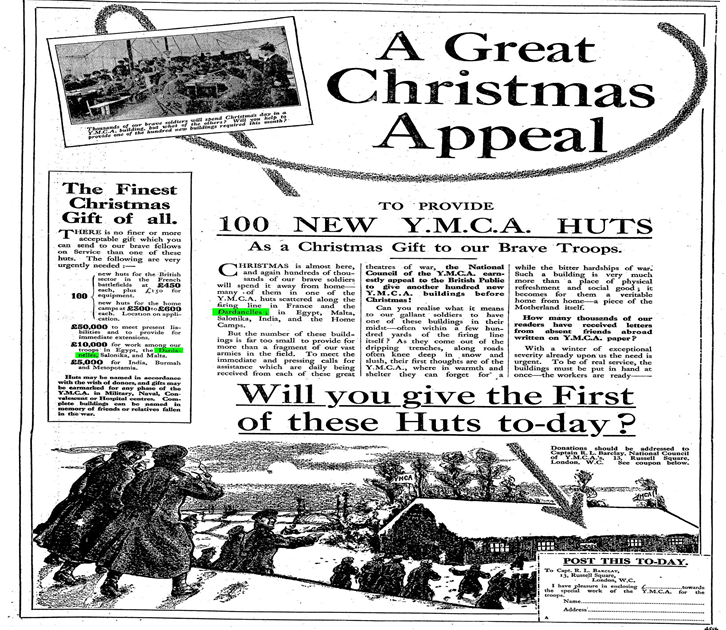 A Great
Christmas
Appeal
Thousands of our brave soldiers will spend Christmas day in a
Y.M.C.A. building, but what of the others? Will you help to
provide one of the hundred new buildings required this month?
The Finest
Christmas
Gift of all.
THERE is no finer or more
acceptable gift which you
can send to our brave fellows
on Service than one of these
huts. The following are very
urgently needed :—
100
new huts for the British
sector in the French
battlefields at £450
each, plus £150 for
equipment.
new huts for the home
camps at £300 to £600
each. Location on appli-
cation.
£50,000 to meet present lia-
bilities and to provide for
immediate extensions.
£10,000 for work among our
troops in Egypt, the Darda-
nelles, Salonika, and Malta.
£5,000 for India, Burmah
and Mesopotamia.
Huts may be named in accordance
with the wish of donors, and gifts may
be earmarked for any phase of the
Y.M.C.A. in Military, Naval, Con-
valescent or Hospital centres. Com-
plete buildings can be named in
memory of friends or relatives fallen
in the war.
TO PROVIDE
100 NEW Y.M.C.A. HUTS
As a Christmas Gift to our Brave Troops.
CHRISTMAS is almost here,
and again hundreds of thou-
sands of our brave soldiers
will spend it away from home—
many of them in one of the
Y.M.C.A. huts scattered along the
firing line in France and the
Dardanelles ; in Egypt, Malta,
Salonika, India, and the Home
Camps.
But the number of these build-
ings is far too small to provide for
more than a fragment of our vast
armies in the field. To meet the
immediate and pressing calls for
assistance which are daily being
received from each of these great
theatres of war, the National
Council of the Y.M.C.A. earn-
estly appeal to the British Public
to give another hundred new
Y.M.C.A. buildings before
Christmas.
Can you realise what it means
to our gallant soldiers to have
one of these buildings in their
midst—often within a few hun-
dred yards of the firing line
itself? As they come out of the
dripping trenches, along roads
often knee deep in snow and
slush, their first thoughts are of the
Y.M.C.A., where in warmth and
shelter they can forget for a
while the bitter hardships of war.
Such a building is very much
more than a place of physical
refreshment and social good ; it
becomes for them a veritable
home from home—a piece of the
Motherland itself.
How many thousands of our
readers have received letters
from absent friends abroad
written on Y.M.C.A. paper?
With a winter of exceptional
severity already upon us the need is
urgent. To be of real service, the
buildings must be put in hand at
once—the workers are ready—
Will you give the First
of these Huts to-day?
Donations should be addressed to
Captain R. L. Barclay, National Council
of Y.M.C.A.'s, 13, Russell Square,
London, W.C. See coupon below.
YMCA
YMCA
POST THIS TO-DAY.
To Capt. R. L. BARCLAY,
13, Russell Square,
London, W.C.
I have pleasure in enclosing £ towards
the special work of the Y.M.C.A. for the
troops.
Name
Address
A